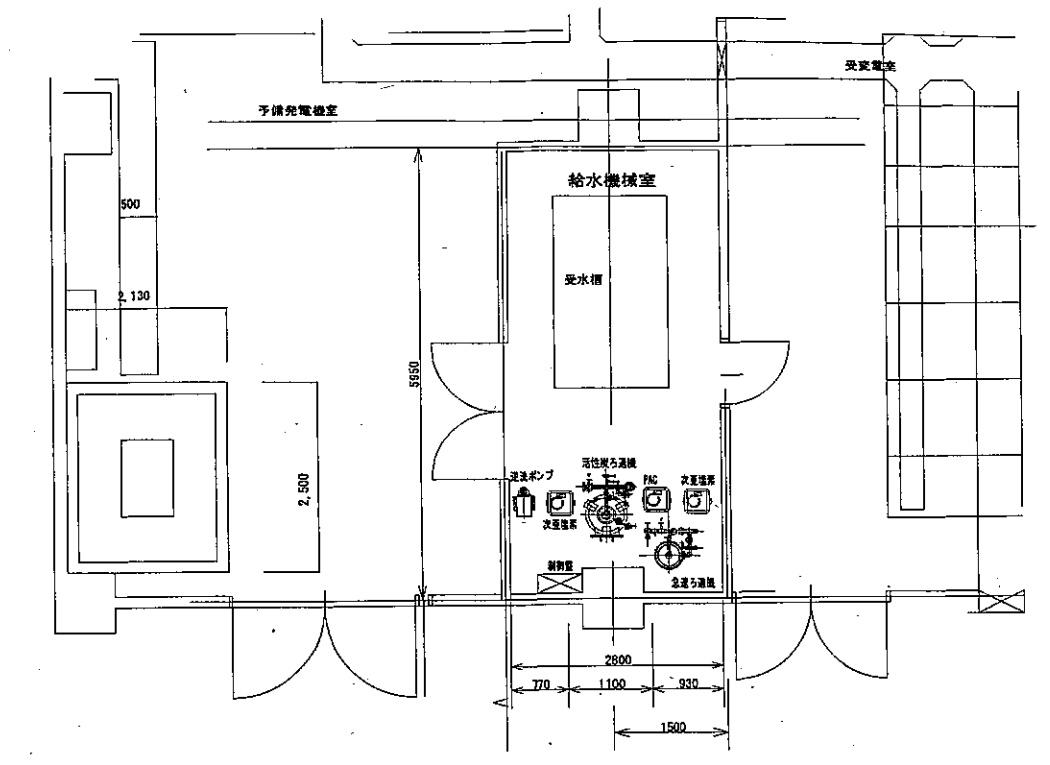 受変電室
予備発電機室
給水機械室
500
受水槽
2,130
5950
活性炭ろ過機
逆洗ポンプ
PAC
次亜塩素
2,500
次亜塩素
制御盤
急速ろ過機
2800
770
1100
930
1500